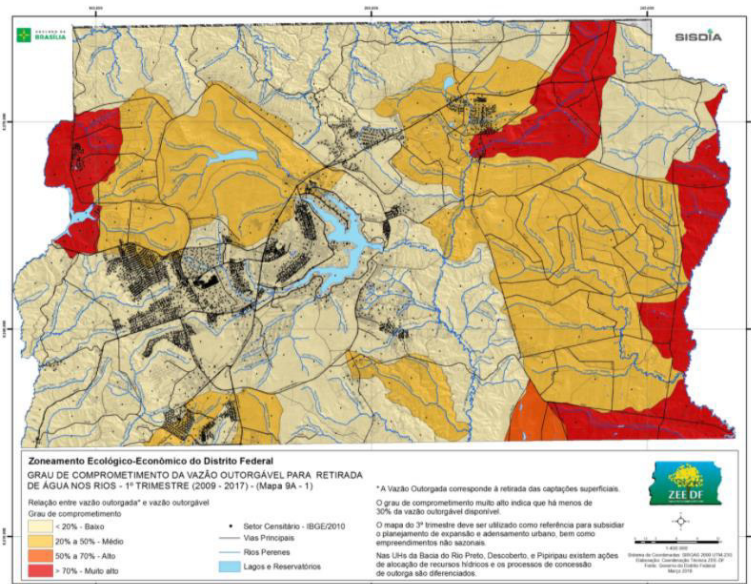 BRASÍLIA
SISDIA
Zoneamento Ecológico-Econômico do Distrito Federal
GRAU DE COMPROMETIMENTO DA VAZÃO OUTORGÁVEL PARA RETIRADA
DE ÁGUA NOS RIOS - 1º TRIMESTRE (2009 - 2017) - (Mapa 9A - 1)
Relação entre vazão outorgada* e vazão outorgável
Grau de comprometimento
< 20% - Baixo
20% a 50% - Médio
50% a 70% - Alto
> 70% - Muito alto
Setor Censitário - IBGE/2010
Vias Principais
Rios Perenes
Lagos e Reservatórios
* A Vazão Outorgada corresponde à retirada das captações superficiais.
O grau de comprometimento muito alto indica que há menos de
30% da vazão outorgável disponível.
O mapa do 3º trimestre deve ser utilizado como referência para subsidiar
o planejamento de expansão e adensamento urbano, bem como
empreendimentos não sazonais.
Nas UHs da Bacia do Rio Preto, Descoberto, e Pipiripau existem ações
de alocação de recursos hídricos e os processos de concessão
de outorga são diferenciados.
ZEE DF
Março 2018